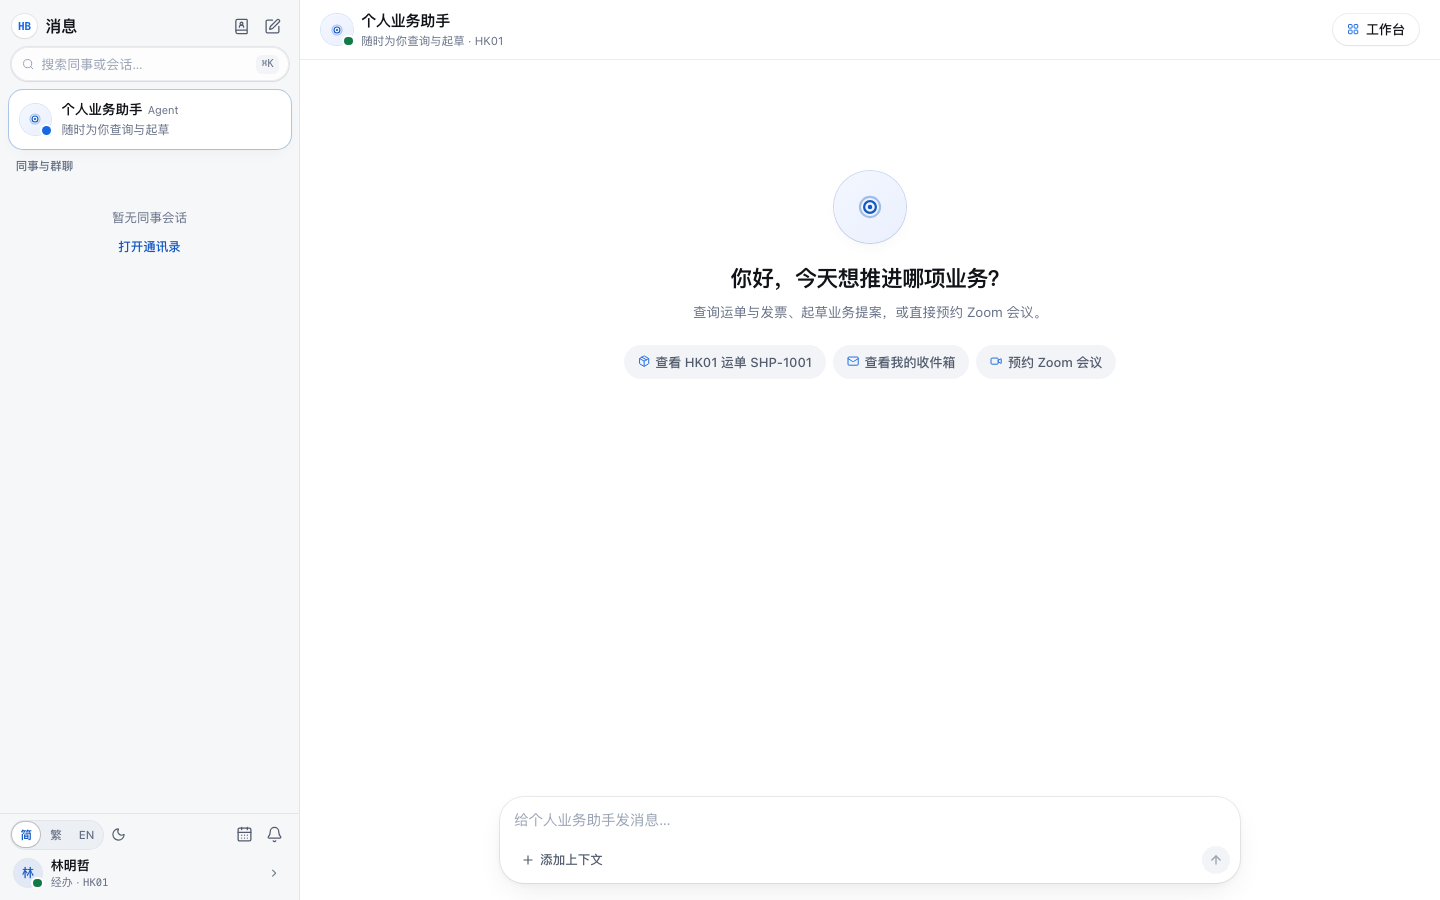 HB 消息
搜索同事或会话... ⌘K
个人业务助手 Agent
随时为你查询与起草
同事与群聊
暂无同事会话
打开通讯录
简 繁 EN
林 林明哲
经办 · HK01
个人业务助手
随时为你查询与起草 · HK01
工作台
你好，今天想推进哪项业务？
查询运单与发票、起草业务提案，或直接预约 Zoom 会议。
查看 HK01 运单 SHP-1001 查看我的收件箱 预约 Zoom 会议
给个人业务助手发消息...
添加上下文